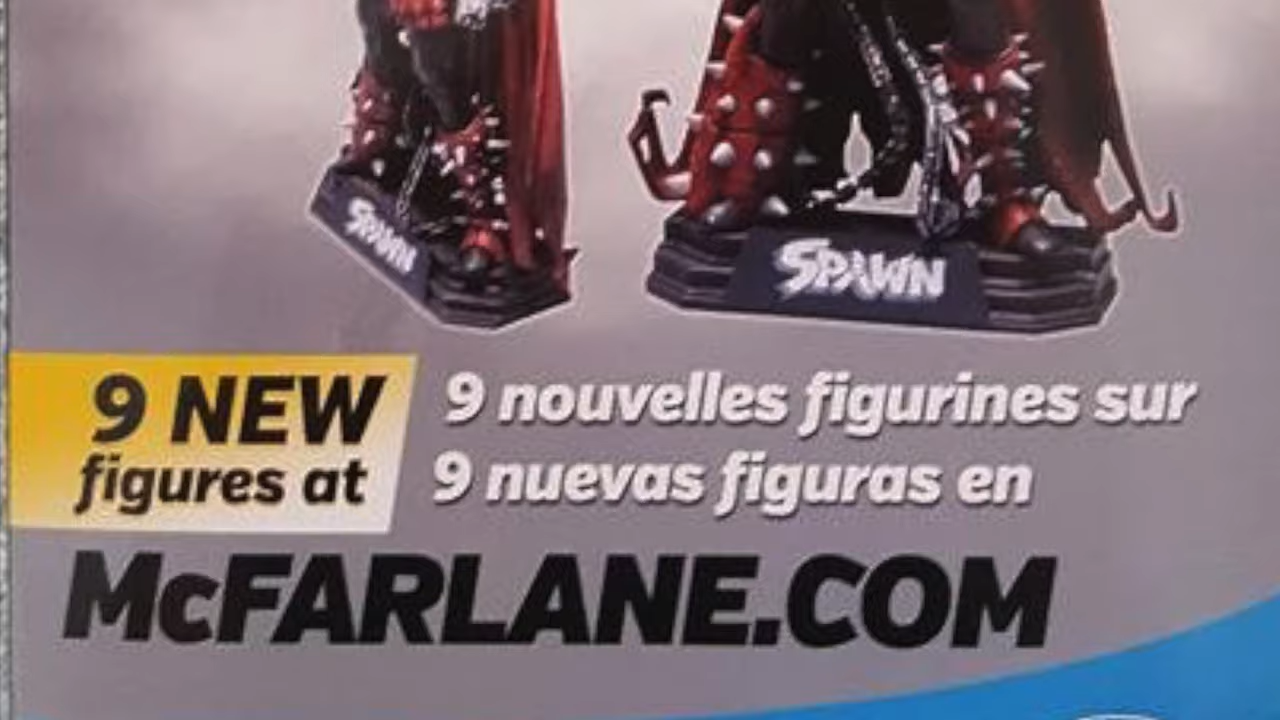 SPAWN
SPAWN
9 NEW
figures at
9 nouvelles figurines sur
9 nuevas figuras en
McFARLANE.COM